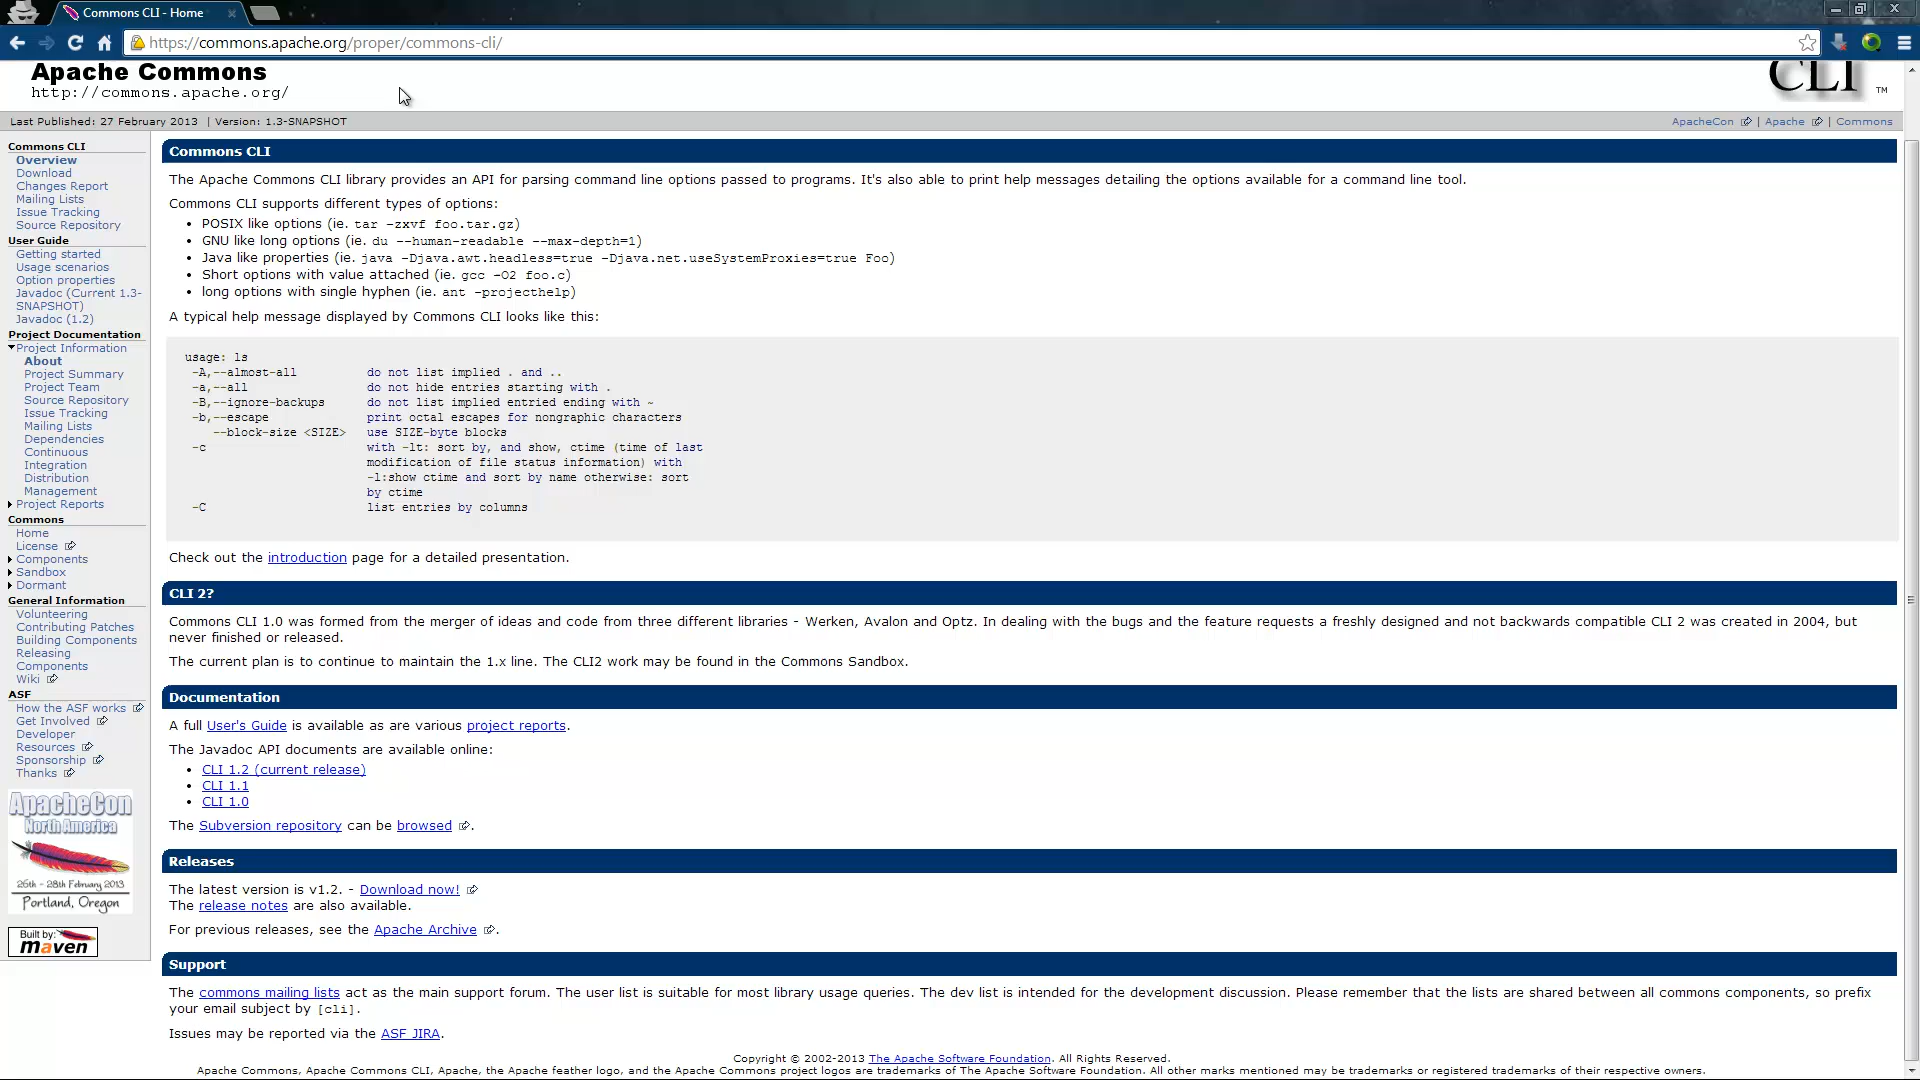 Commons CLI - Home
https://commons.apache.org/proper/commons-cli/
Apache Commons
http://commons.apache.org/
CLI ™
Last Published: 27 February 2013 | Version: 1.3-SNAPSHOT
ApacheCon | Apache | Commons
Commons CLI
Overview
Download
Changes Report
Mailing Lists
Issue Tracking
Source Repository
User Guide
Getting started
Usage scenarios
Option properties
Javadoc (Current 1.3-
SNAPSHOT)
Javadoc (1.2)
Project Documentation
Project Information
About
Project Summary
Project Team
Source Repository
Issue Tracking
Mailing Lists
Dependencies
Continuous
Integration
Distribution
Management
Project Reports
Commons
Home
License
Components
Sandbox
Dormant
General Information
Volunteering
Contributing Patches
Building Components
Releasing
Components
Wiki
ASF
How the ASF works
Get Involved
Developer
Resources
Sponsorship
Thanks
ApacheCon
North America
26th - 28th February 2013
Portland, Oregon
Built by:
maven
Commons CLI
The Apache Commons CLI library provides an API for parsing command line options passed to programs. It's also able to print help messages detailing the options available for a command line tool.
Commons CLI supports different types of options:
• POSIX like options (ie. tar -zxvf foo.tar.gz)
• GNU like long options (ie. du --human-readable --max-depth=1)
• Java like properties (ie. java -Djava.awt.headless=true -Djava.net.useSystemProxies=true Foo)
• Short options with value attached (ie. gcc -O2 foo.c)
• long options with single hyphen (ie. ant -projecthelp)
A typical help message displayed by Commons CLI looks like this:
usage: ls
-A,--almost-all do not list implied . and ..
-a,--all do not hide entries starting with .
-B,--ignore-backups do not list implied entried ending with ~
-b,--escape print octal escapes for nongraphic characters
--block-size <SIZE> use SIZE-byte blocks
-c with -lt: sort by, and show, ctime (time of last
modification of file status information) with
-l:show ctime and sort by name otherwise: sort
by ctime
-C list entries by columns
Check out the introduction page for a detailed presentation.
CLI 2?
Commons CLI 1.0 was formed from the merger of ideas and code from three different libraries - Werken, Avalon and Optz. In dealing with the bugs and the feature requests a freshly designed and not backwards compatible CLI 2 was created in 2004, but
never finished or released.
The current plan is to continue to maintain the 1.x line. The CLI2 work may be found in the Commons Sandbox.
Documentation
A full User's Guide is available as are various project reports.
The Javadoc API documents are available online:
• CLI 1.2 (current release)
• CLI 1.1
• CLI 1.0
The Subversion repository can be browsed.
Releases
The latest version is v1.2. - Download now!
The release notes are also available.
For previous releases, see the Apache Archive.
Support
The commons mailing lists act as the main support forum. The user list is suitable for most library usage queries. The dev list is intended for the development discussion. Please remember that the lists are shared between all commons components, so prefix
your email subject by [cli].
Issues may be reported via the ASF JIRA.
Copyright © 2002-2013 The Apache Software Foundation. All Rights Reserved.
Apache Commons, Apache Commons CLI, Apache, the Apache feather logo, and the Apache Commons project logos are trademarks of The Apache Software Foundation. All other marks mentioned may be trademarks or registered trademarks of their respective owners.